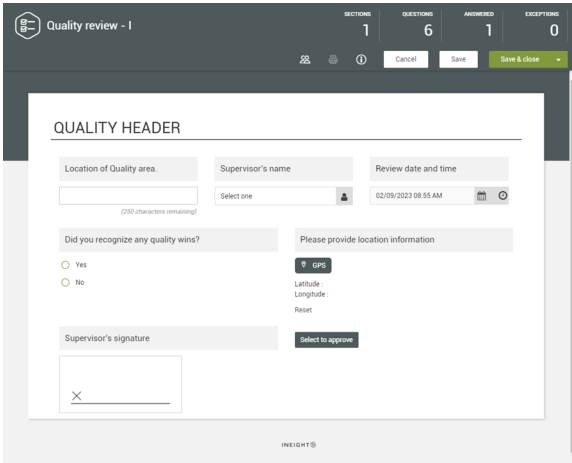 Quality review - I
SECTIONS QUESTIONS ANSWERED EXCEPTIONS
1 6 1 0
Cancel Save Save & close
QUALITY HEADER
Location of Quality area. Supervisor's name Review date and time
Select one 02/09/2023 08:55 AM
(250 characters remaining)
Did you recognize any quality wins? Please provide location information
Yes
No
GPS
Latitude :
Longitude :
Reset
Supervisor's signature Select to approve
INEIGHT